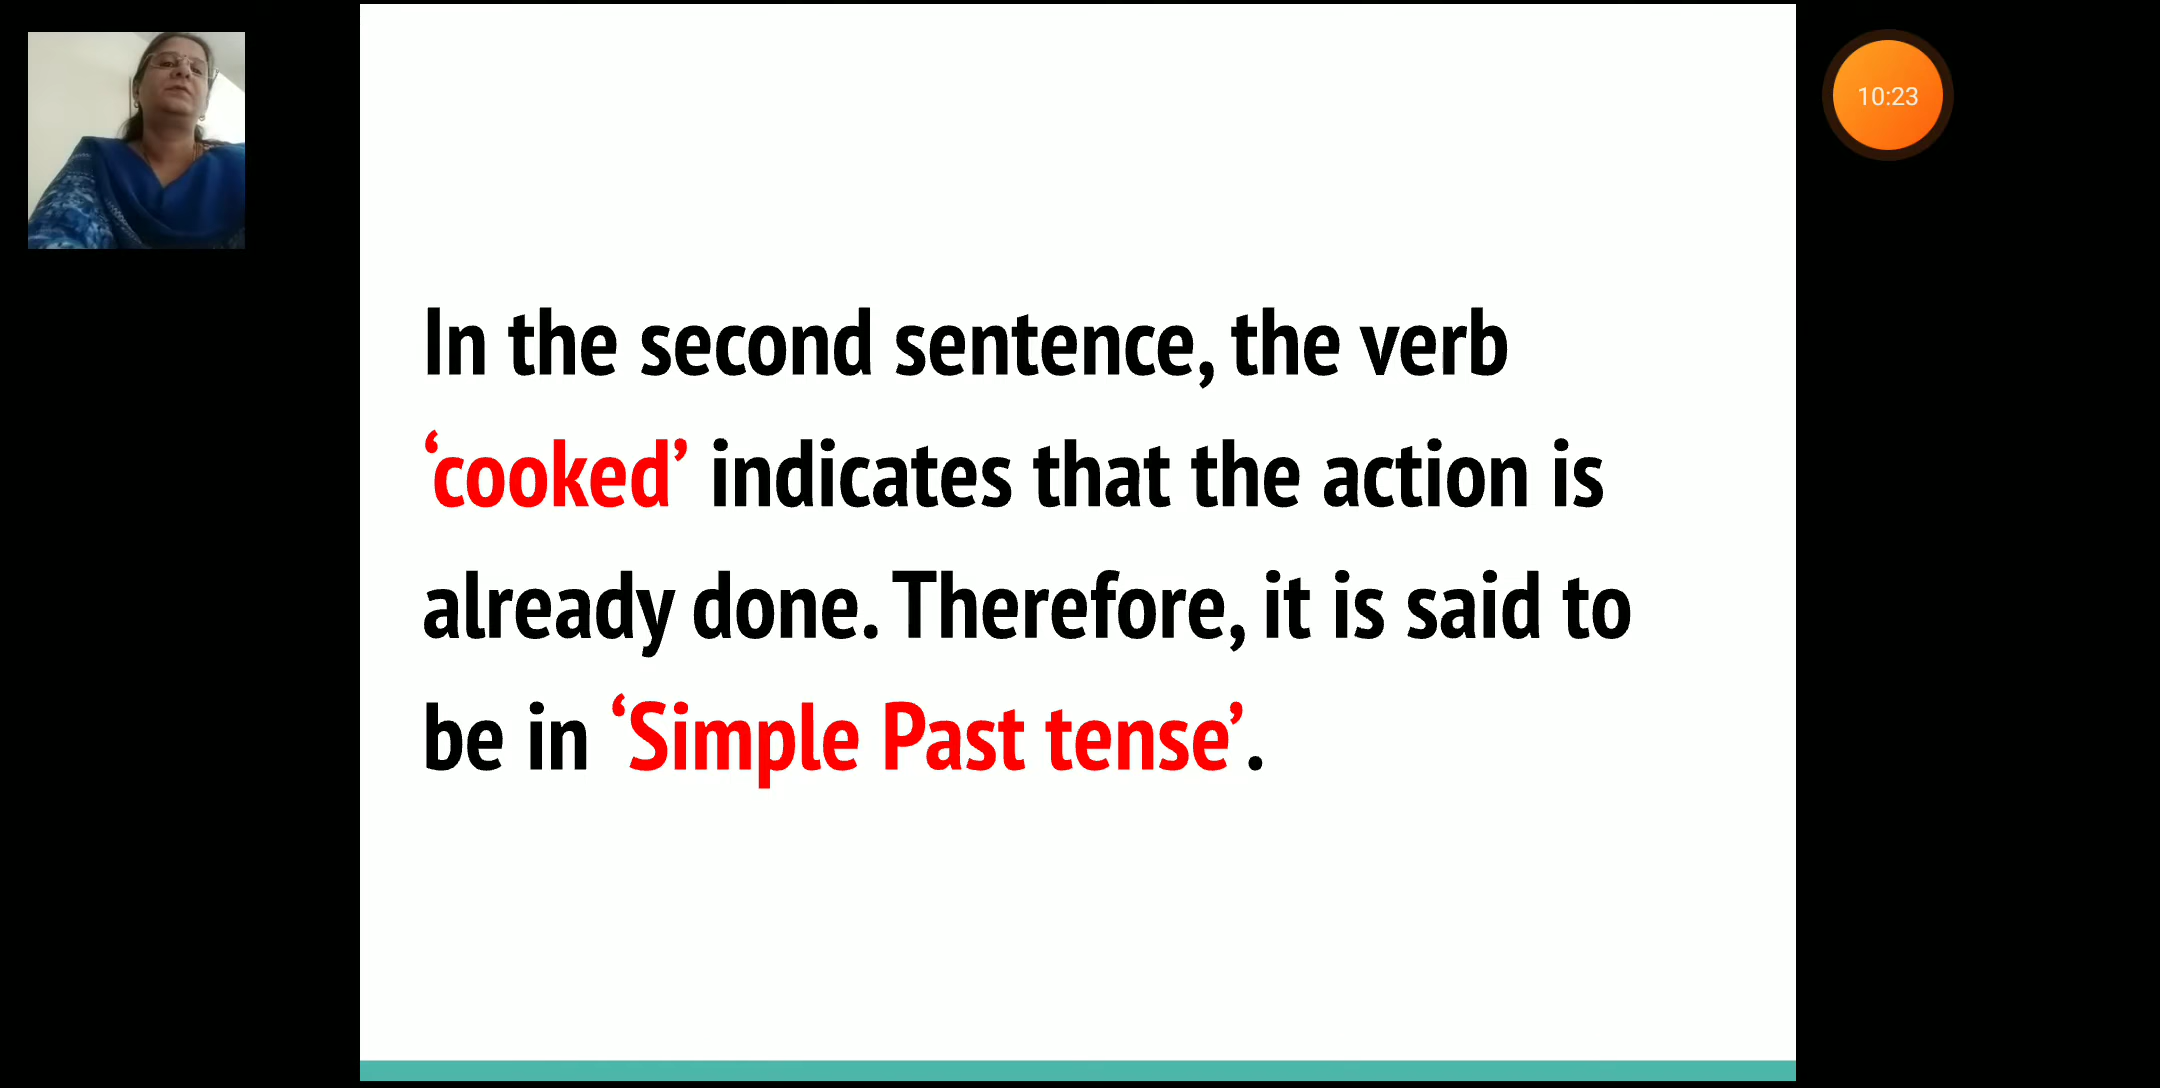 10:23
In the second sentence, the verb
‘cooked’ indicates that the action is
already done. Therefore, it is said to
be in ‘Simple Past tense’.